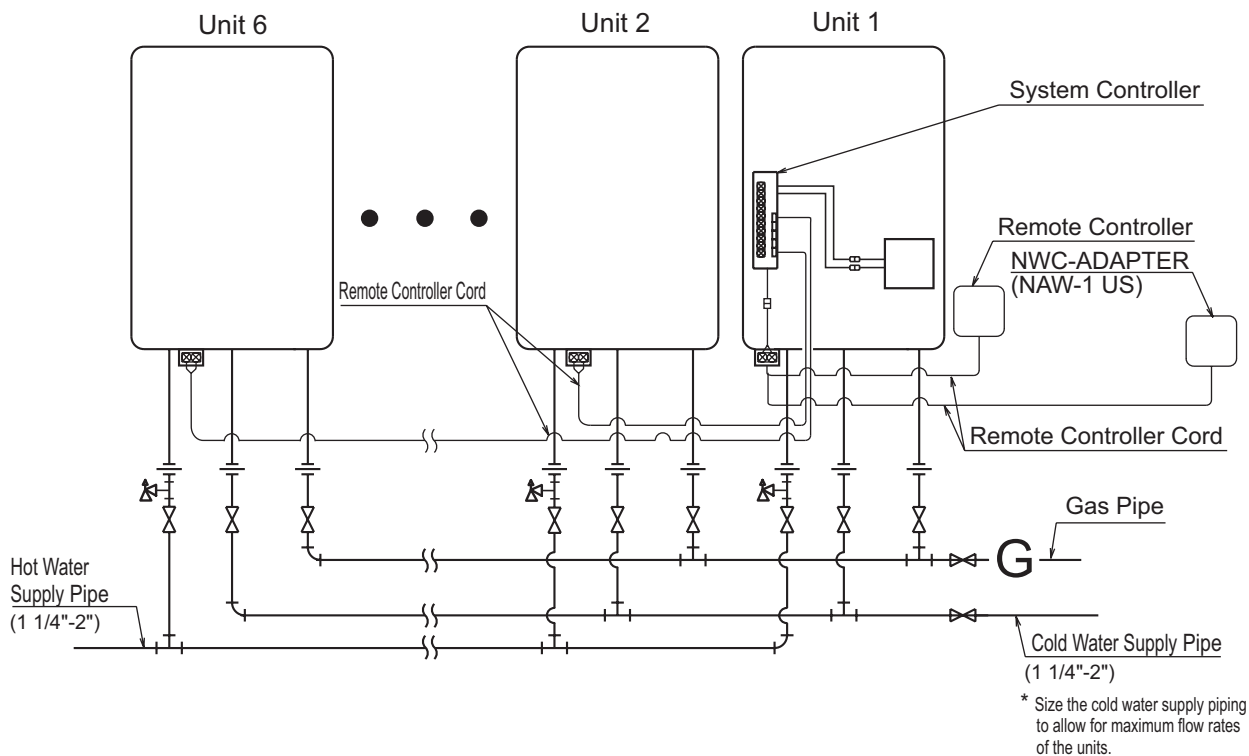 Unit 6
Unit 2
Unit 1
System Controller
Remote Controller
NWC-ADAPTER
(NAW-1 US)
Remote Controller Cord
Remote Controller Cord
Gas Pipe
G
Hot Water
Supply Pipe
(1 1/4"-2")
Cold Water Supply Pipe
(1 1/4"-2")
* Size the cold water supply piping
to allow for maximum flow rates
of the units.